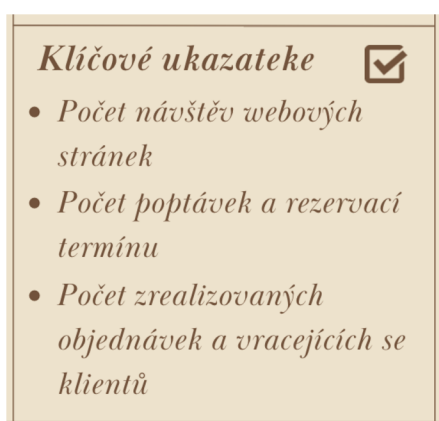 Klíčové ukazateke
• Počet návštěv webových
stránek
• Počet poptávek a rezervací
termínu
• Počet zrealizovaných
objednávek a vracejících se
klientů